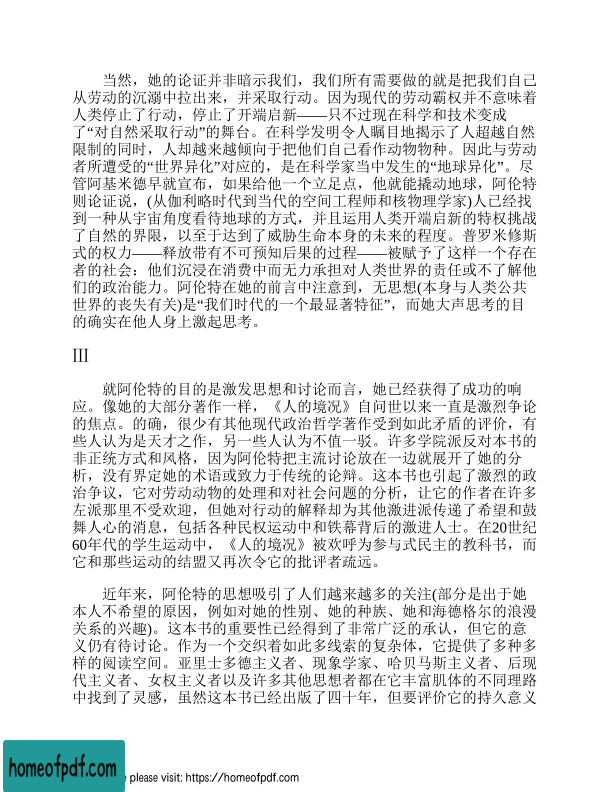 当然，她的论证并非暗示我们，我们所有需要做的就是把我们自己
从劳动的沉溺中拉出来，并采取行动。因为现代的劳动霸权并不意味着
人类停止了行动，停止了开端启新——只不过现在科学和技术变成
了“对自然采取行动”的舞台。在科学发明令人瞩目地揭示了人超越自然
限制的同时，人却越来越倾向于把他们自己看作动物物种。因此与劳动
者所遭受的“世界异化”对应的，是在科学家当中发生的“地球异化”。尽
管阿基米德早就宣布，如果给他一个立足点，他就能撬动地球，阿伦特
则论证说，(从伽利略时代到当代的空间工程师和核物理学家)人已经找
到一种从宇宙角度看待地球的方式，并且运用人类开端启新的特权挑战
了自然的界限，以至于达到了威胁生命本身的未来的程度。普罗米修斯
式的权力——释放带有不可预知后果的过程——被赋予了这样一个存在
者的社会：他们沉浸在消费中而无力承担对人类世界的责任或不了解他
们的政治能力。阿伦特在她的前言中注意到，无思想(本身与人类公共
世界的丧失有关)是“我们时代的一个最显著特征”，而她大声思考的目
的确实在他人身上激起思考。
III
就阿伦特的目的是激发思想和讨论而言，她已经获得了成功的响
应。像她的大部分著作一样，《人的境况》自问世以来一直是激烈争论
的焦点。的确，很少有其他现代政治哲学著作受到如此矛盾的评价，有
些人认为是天才之作，另一些人认为不值一驳。许多学院派反对本书的
非正统方式和风格，因为阿伦特把主流讨论放在一边就展开了她的分
析，没有界定她的术语或致力于传统的论辩。这本书也引起了激烈的政
治争议，它对劳动动物的处理和对社会问题的分析，让它的作者在许多
左派那里不受欢迎，但她对行动的解释却为其他激进派传递了希望和鼓
舞人心的消息，包括各种民权运动中和铁幕背后的激进人士。在20世纪
60年代的学生运动中，《人的境况》被欢呼为参与式民主的教科书，而
它和那些运动的结盟又再次令它的批评者疏远。
近年来，阿伦特的思想吸引了人们越来越多的关注(部分是出于她
本人不希望的原因，例如对她的性别、她的种族、她和海德格尔的浪漫
关系的兴趣)。这本书的重要性已经得到了非常广泛的承认，但它的意
义仍有待讨论。作为一个交织着如此多线索的复杂体，它提供了多种多
样的阅读空间。亚里士多德主义者、现象学家、哈贝马斯主义者、后现
代主义者、女权主义者以及许多其他思想者都在它丰富肌体的不同理路
中找到了灵感，虽然这本书已经出版了四十年，但要评价它的持久意义
homeofpdf.com
please visit: https://homeofpdf.com